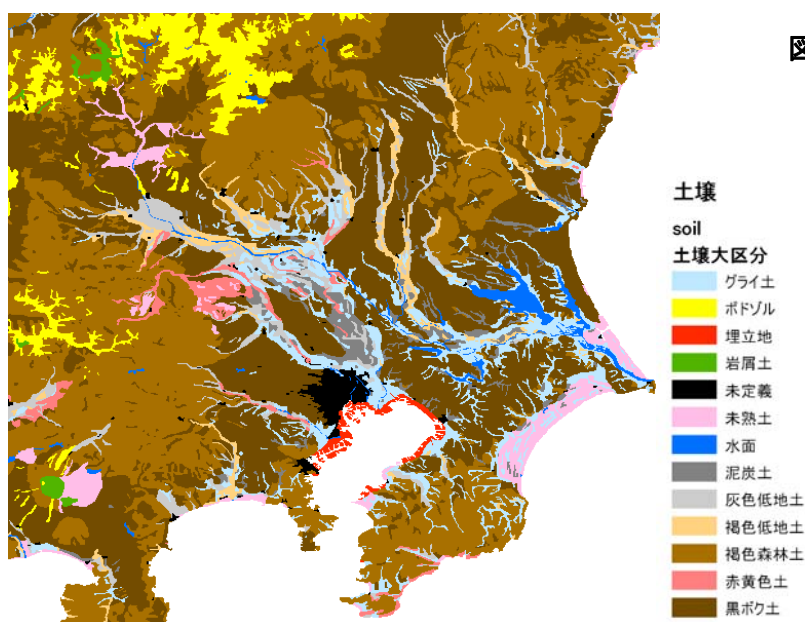 図
土壌
soil
土壌大区分
グライ土
ポドゾル
埋立地
岩屑土
未定義
未熟土
水面
泥炭土
灰色低地土
褐色低地土
褐色森林土
赤黄色土
黒ボク土